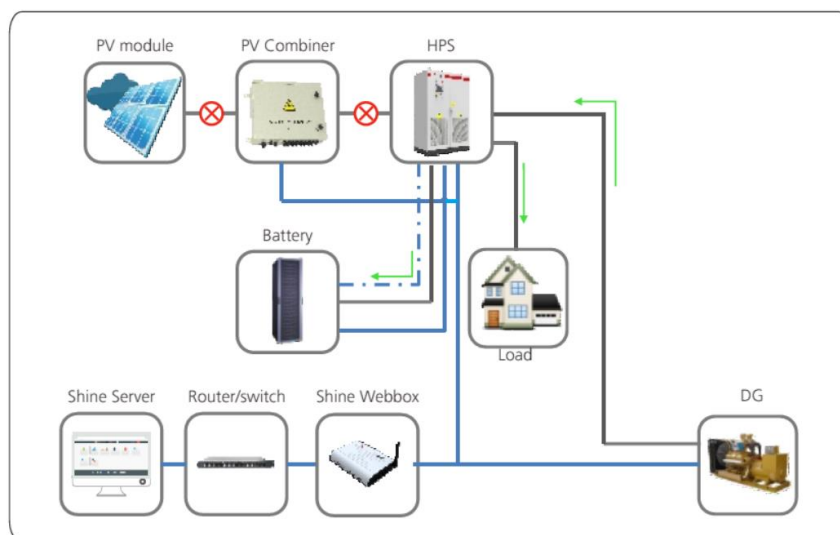 PV module
PV Combiner
HPS
Battery
Load
Shine Server
Router/switch
Shine Webbox
DG